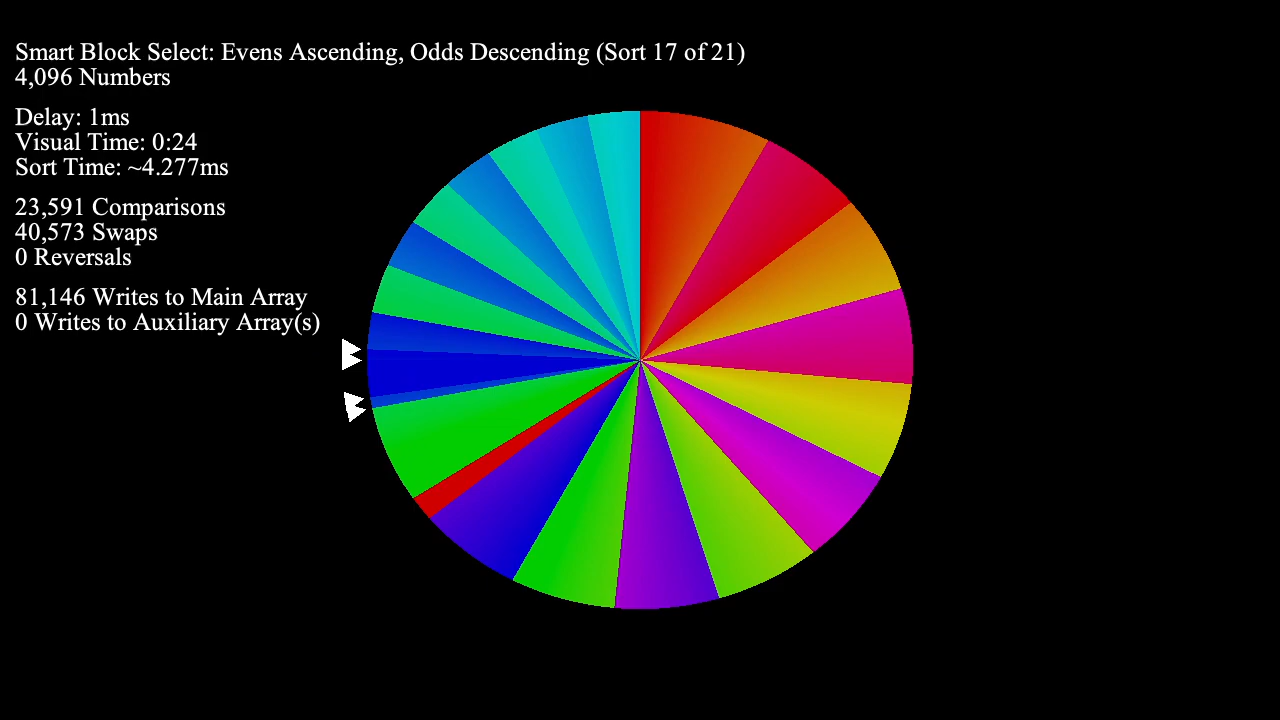 Smart Block Select: Evens Ascending, Odds Descending (Sort 17 of 21)
4,096 Numbers
Delay: 1ms
Visual Time: 0:24
Sort Time: ~4.277ms
23,591 Comparisons
40,573 Swaps
0 Reversals
81,146 Writes to Main Array
0 Writes to Auxiliary Array(s)